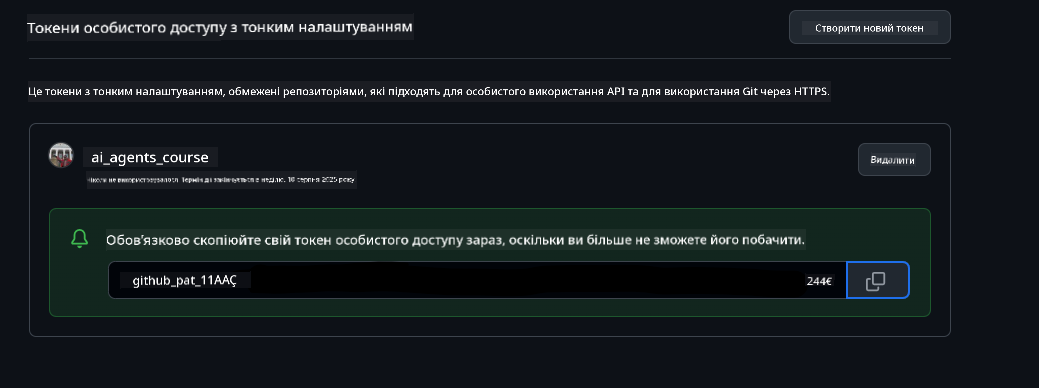 Токени особистого доступу з тонким налаштуванням
Створити новий токен
Це токени з тонким налаштуванням, обмежені репозиторіями, які підходять для особистого використання API та для використання Git через HTTPS.
ai_agents_course
Видалити
Ніколи не використовувалося. Термін дії закінчується в неділю, 10 серпня 2025 року
Обов'язково скопіюйте свій токен особистого доступу зараз, оскільки ви більше не зможете його побачити.
github_pat_11AAÇ
244€